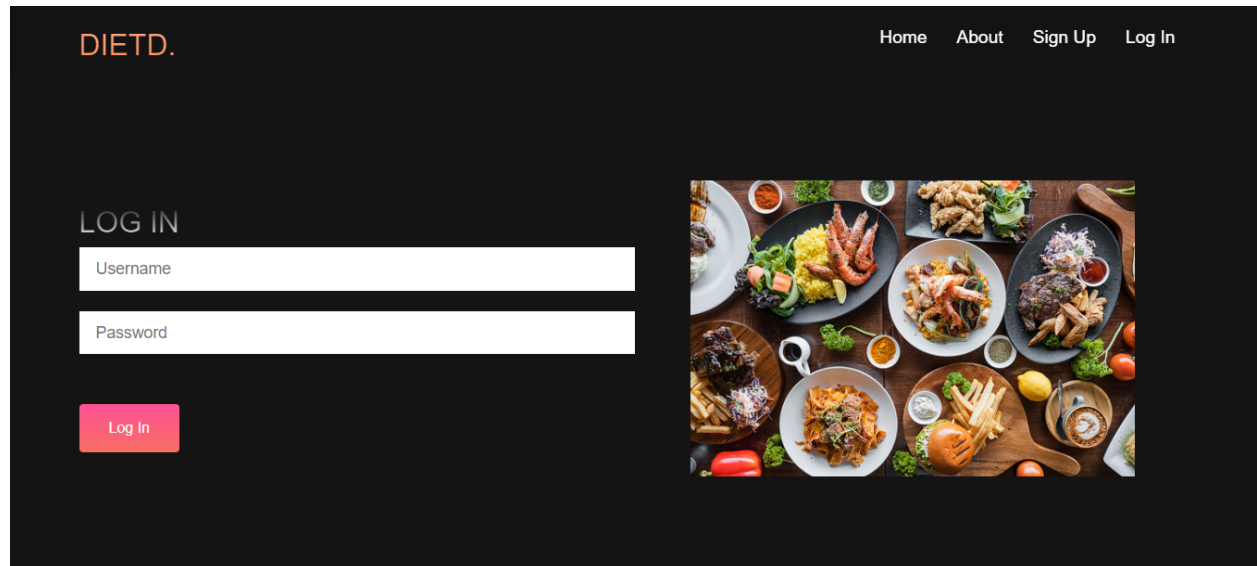 DIETD.
Home About Sign Up Log In
LOG IN
Username
Password
Log In